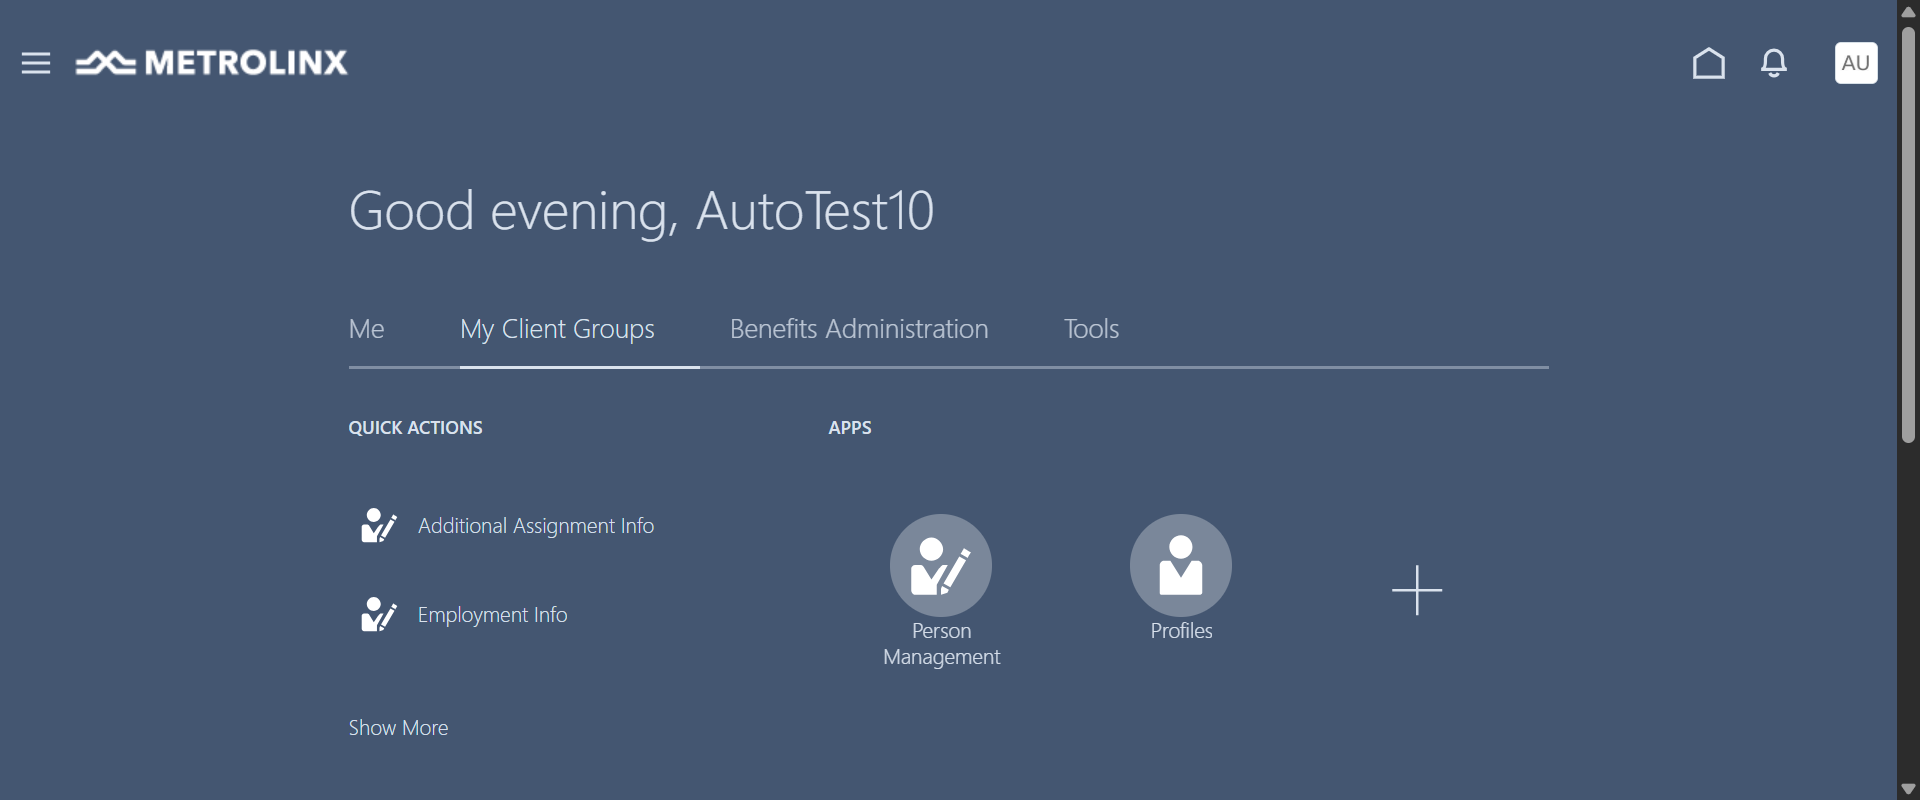 METROLINX
AU
Good evening, AutoTest10
Me
My Client Groups
Benefits Administration
Tools
QUICK ACTIONS
APPS
Additional Assignment Info
Employment Info
Person
Management
Profiles
Show More